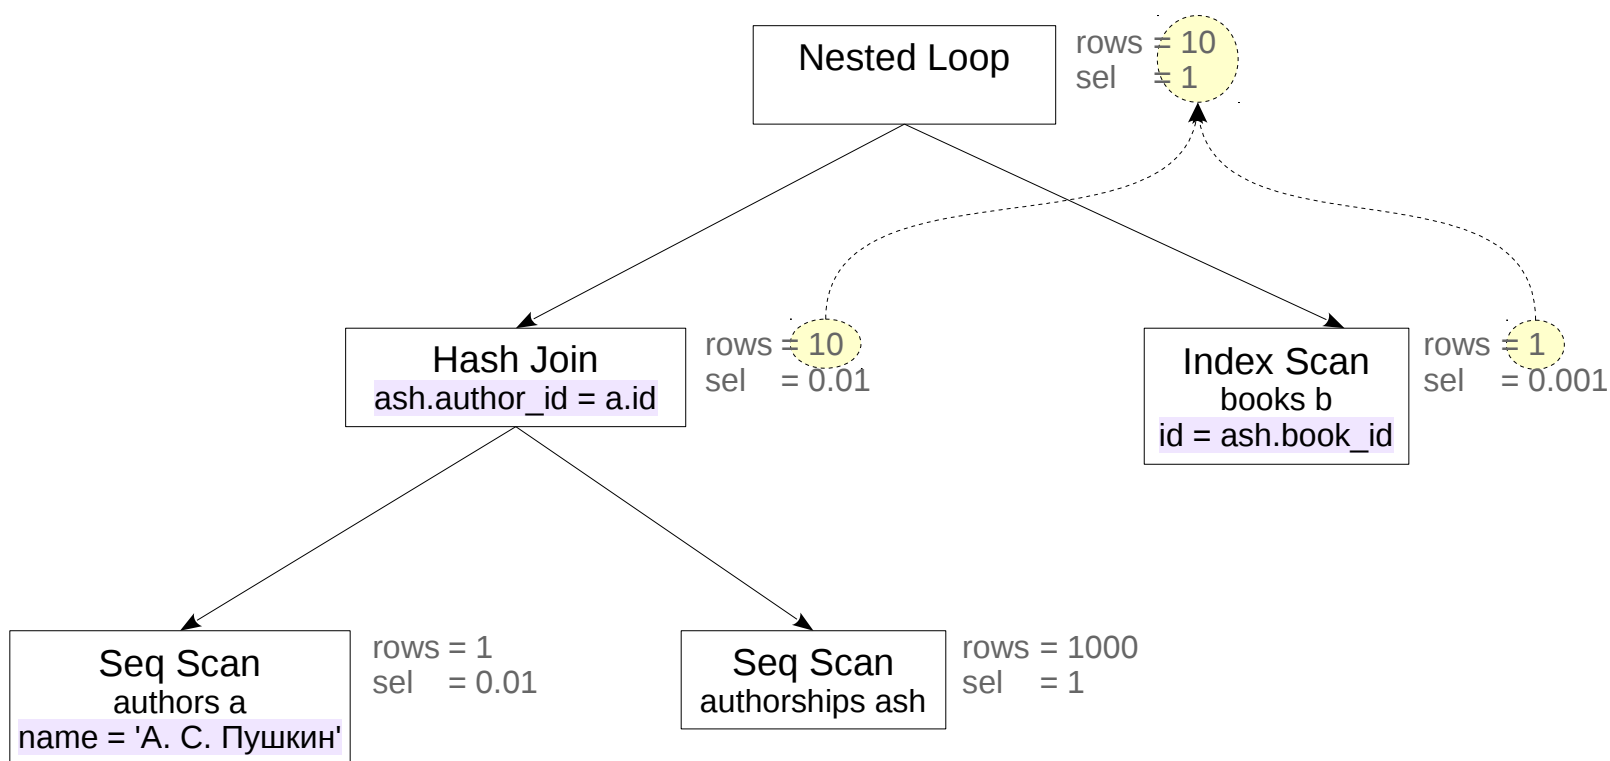 Nested Loop
rows = 10
sel = 1
Hash Join
ash.author_id = a.id
rows = 10
sel = 0.01
Index Scan
books b
id = ash.book_id
rows = 1
sel = 0.001
Seq Scan
authors a
name = 'А. С. Пушкин'
rows = 1
sel = 0.01
Seq Scan
authorships ash
rows = 1000
sel = 1